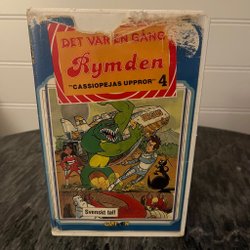 DET VAR EN GÅNG
Rymden
"CASSIOPEJAS UPPROR" 4
Svenskt tal!